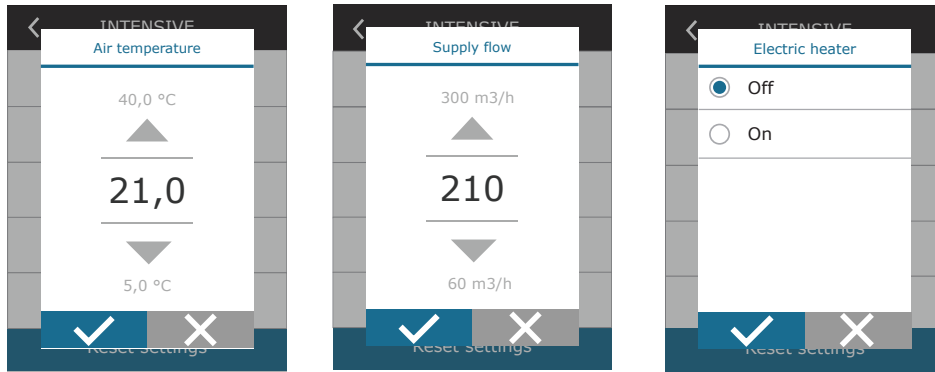 INTENSIVE
Air temperature
40,0 °C
21,0
5,0 °C
Reset settings
INTENSIVE
Supply flow
300 m3/h
210
60 m3/h
Reset settings
INTENSIVE
Electric heater
Off
On
Reset settings